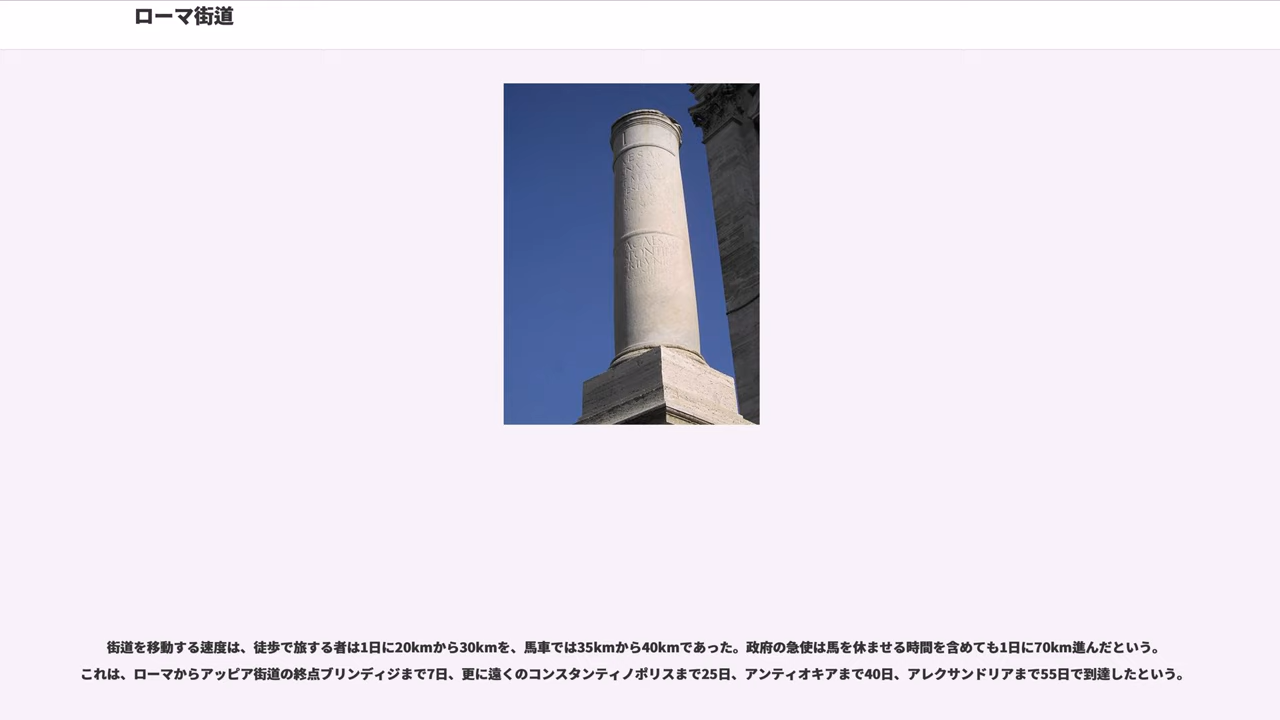 ローマ街道
街道を移動する速度は、徒歩で旅する者は1日に20kmから30kmを、馬車では35kmから40kmであった。政府の急使は馬を休ませる時間を含めても1日に70km進んだという。
これは、ローマからアッピア街道の終点ブリンディジまで7日、更に遠くのコンスタンティノポリスまで25日、アンティオキアまで40日、アレクサンドリアまで55日で到達したという。